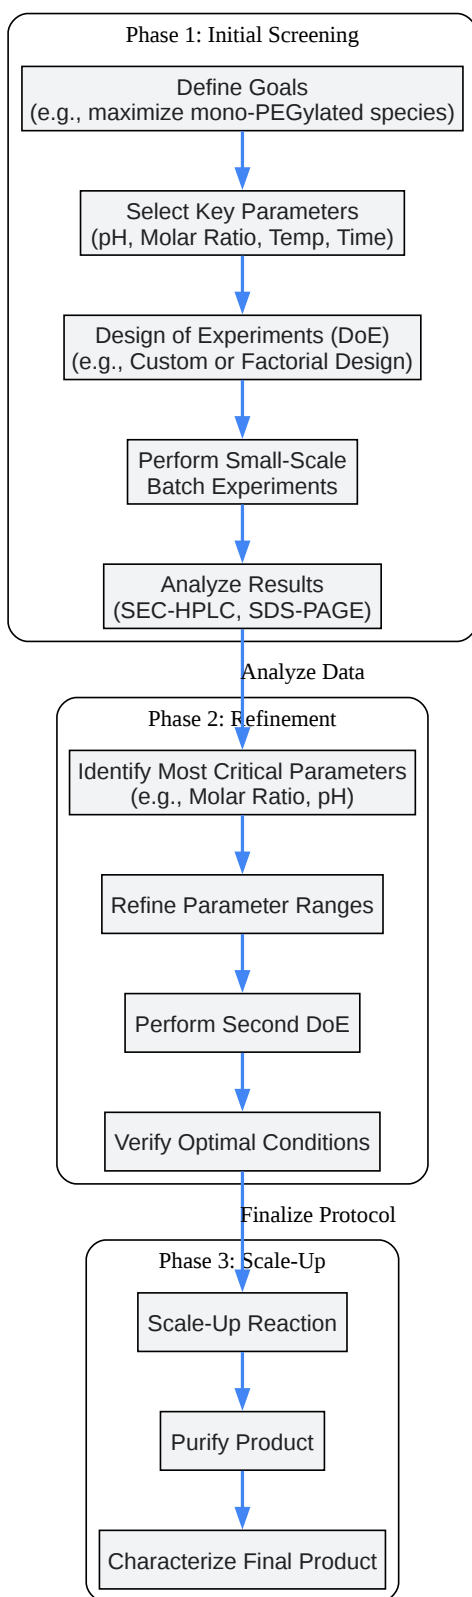 Phase 1: Initial Screening
Define Goals
(e.g., maximize mono-PEGylated species)
Select Key Parameters
(pH, Molar Ratio, Temp, Time)
Design of Experiments (DoE)
(e.g., Custom or Factorial Design)
Perform Small-Scale
Batch Experiments
Analyze Results
(SEC-HPLC, SDS-PAGE)
Analyze Data
Phase 2: Refinement
Identify Most Critical Parameters
(e.g., Molar Ratio, pH)
Refine Parameter Ranges
Perform Second DoE
Verify Optimal Conditions
Finalize Protocol
Phase 3: Scale-Up
Scale-Up Reaction
Purify Product
Characterize Final Product